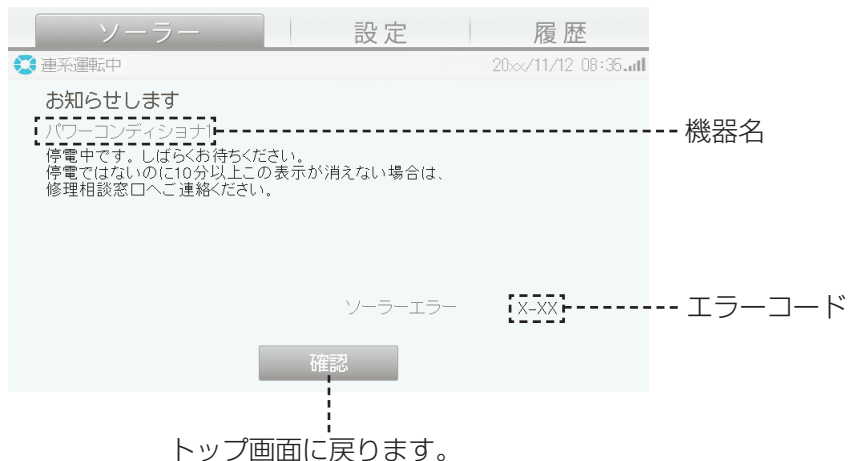 ソーラー 設定 履歴
連系運転中 20××/11/12 08:35
お知らせします
パワーコンディショナ1 機器名
停電中です。しばらくお待ちください。
停電ではないのに10分以上この表示が消えない場合は、
修理相談窓口へご連絡ください。
ソーラーエラー X-XX エラーコード
確認
トップ画面に戻ります。